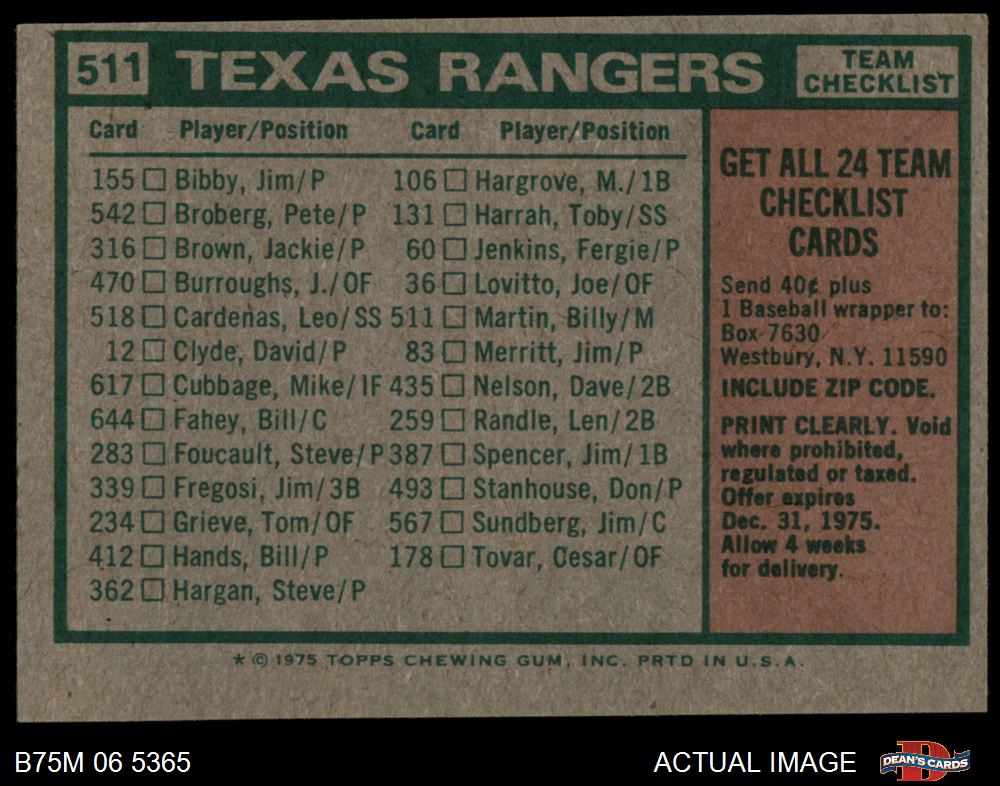 511 TEXAS RANGERS TEAM CHECKLIST
Card Player/Position Card Player/Position
155 □ Bibby, Jim/P 106 □ Hargrove, M./1B
542 □ Broberg, Pete/P 131 □ Harrah, Toby/SS
316 □ Brown, Jackie/P 60 □ Jenkins, Fergie/P
470 □ Burroughs, J./OF 36 □ Lovitto, Joe/OF
518 □ Cardenas, Leo/SS 511 □ Martin, Billy/M
12 □ Clyde, David/P 83 □ Merritt, Jim/P
617 □ Cubbage, Mike/IF 435 □ Nelson, Dave/2B
644 □ Fahey, Bill/C 259 □ Randle, Len/2B
283 □ Foucault, Steve/P 387 □ Spencer, Jim/1B
339 □ Fregosi, Jim/3B 493 □ Stanhouse, Don/P
234 □ Grieve, Tom/OF 567 □ Sundberg, Jim/C
412 □ Hands, Bill/P 178 □ Tovar, Cesar/OF
362 □ Hargan, Steve/P
GET ALL 24 TEAM
CHECKLIST
CARDS
Send 40¢ plus
1 Baseball wrapper to:
Box 7630
Westbury, N.Y. 11590
INCLUDE ZIP CODE.
PRINT CLEARLY. Void
where prohibited,
regulated or taxed.
Offer expires
Dec. 31, 1975.
Allow 4 weeks
for delivery.
* © 1975 TOPPS CHEWING GUM, INC. PRTD IN U.S.A.
B75M 06 5365 ACTUAL IMAGE D DEAN'S CARDS